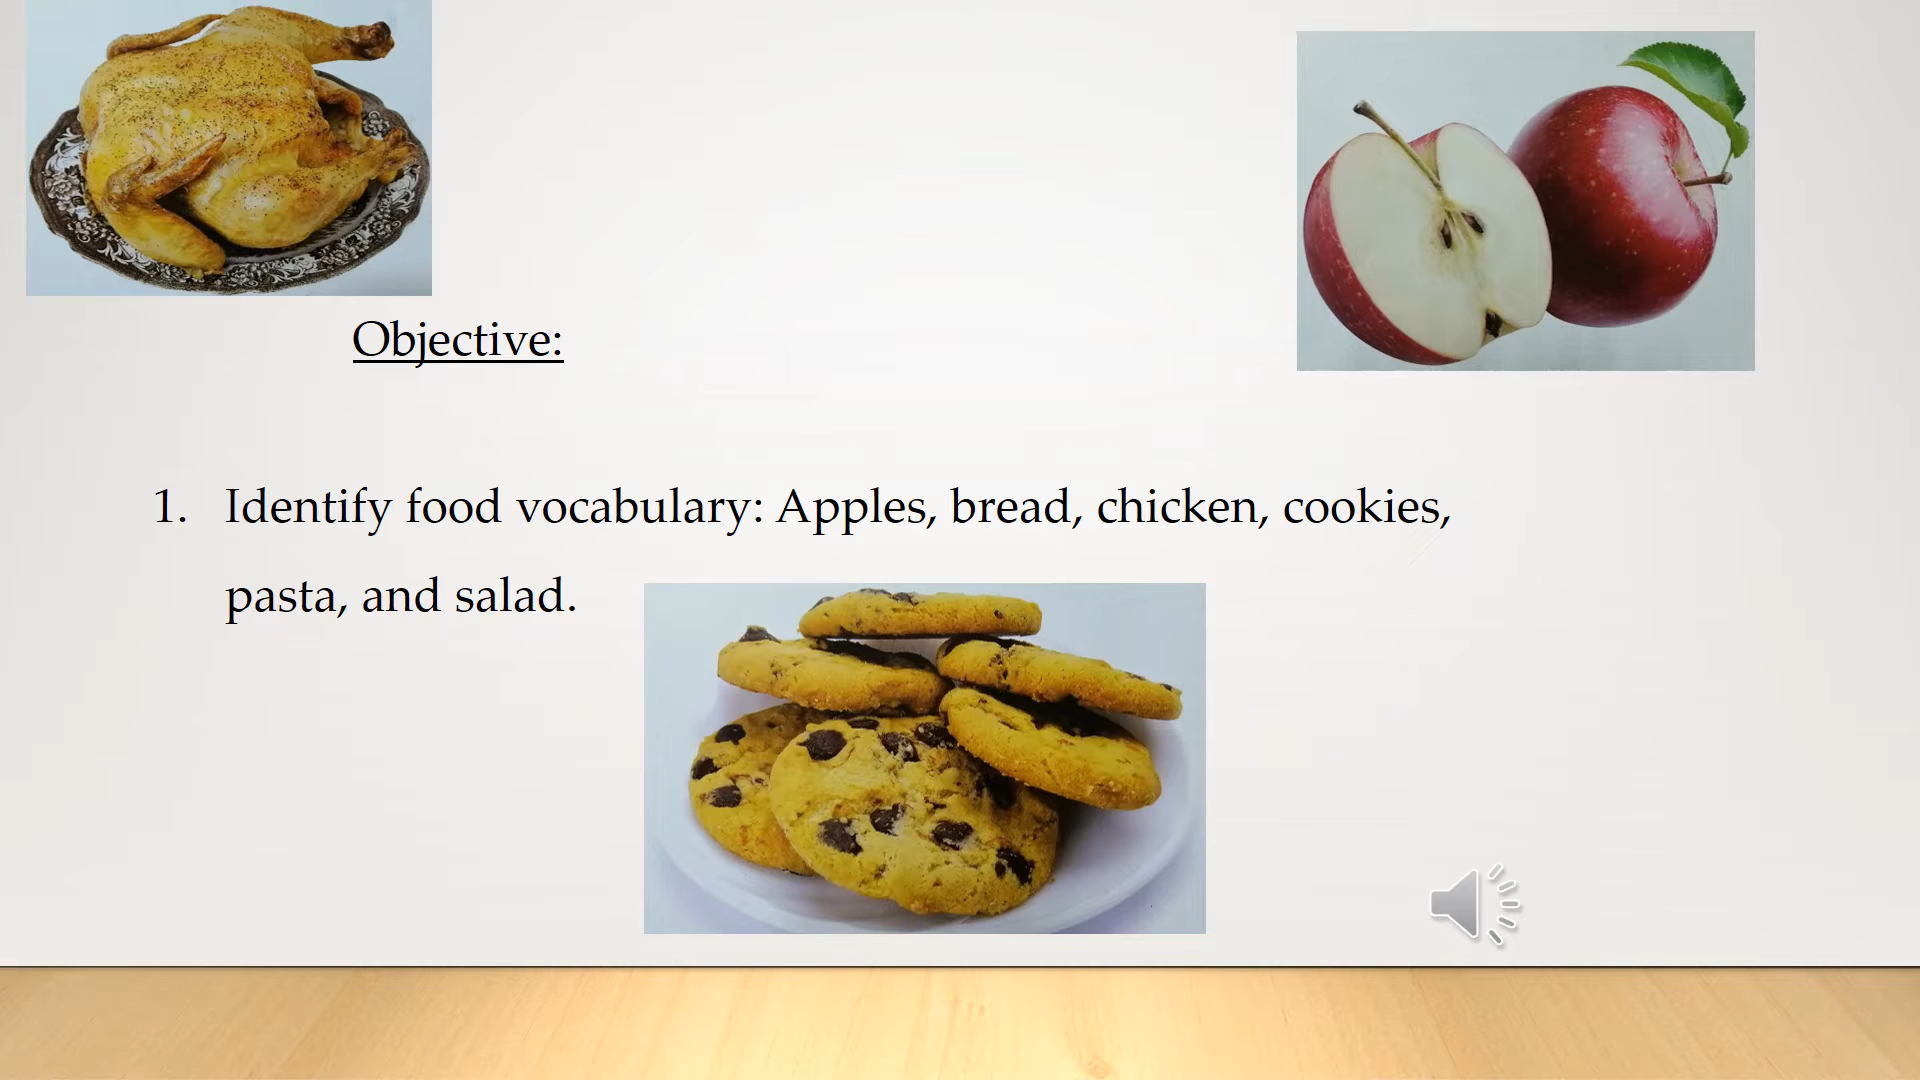 Objective:
1. Identify food vocabulary: Apples, bread, chicken, cookies,
pasta, and salad.